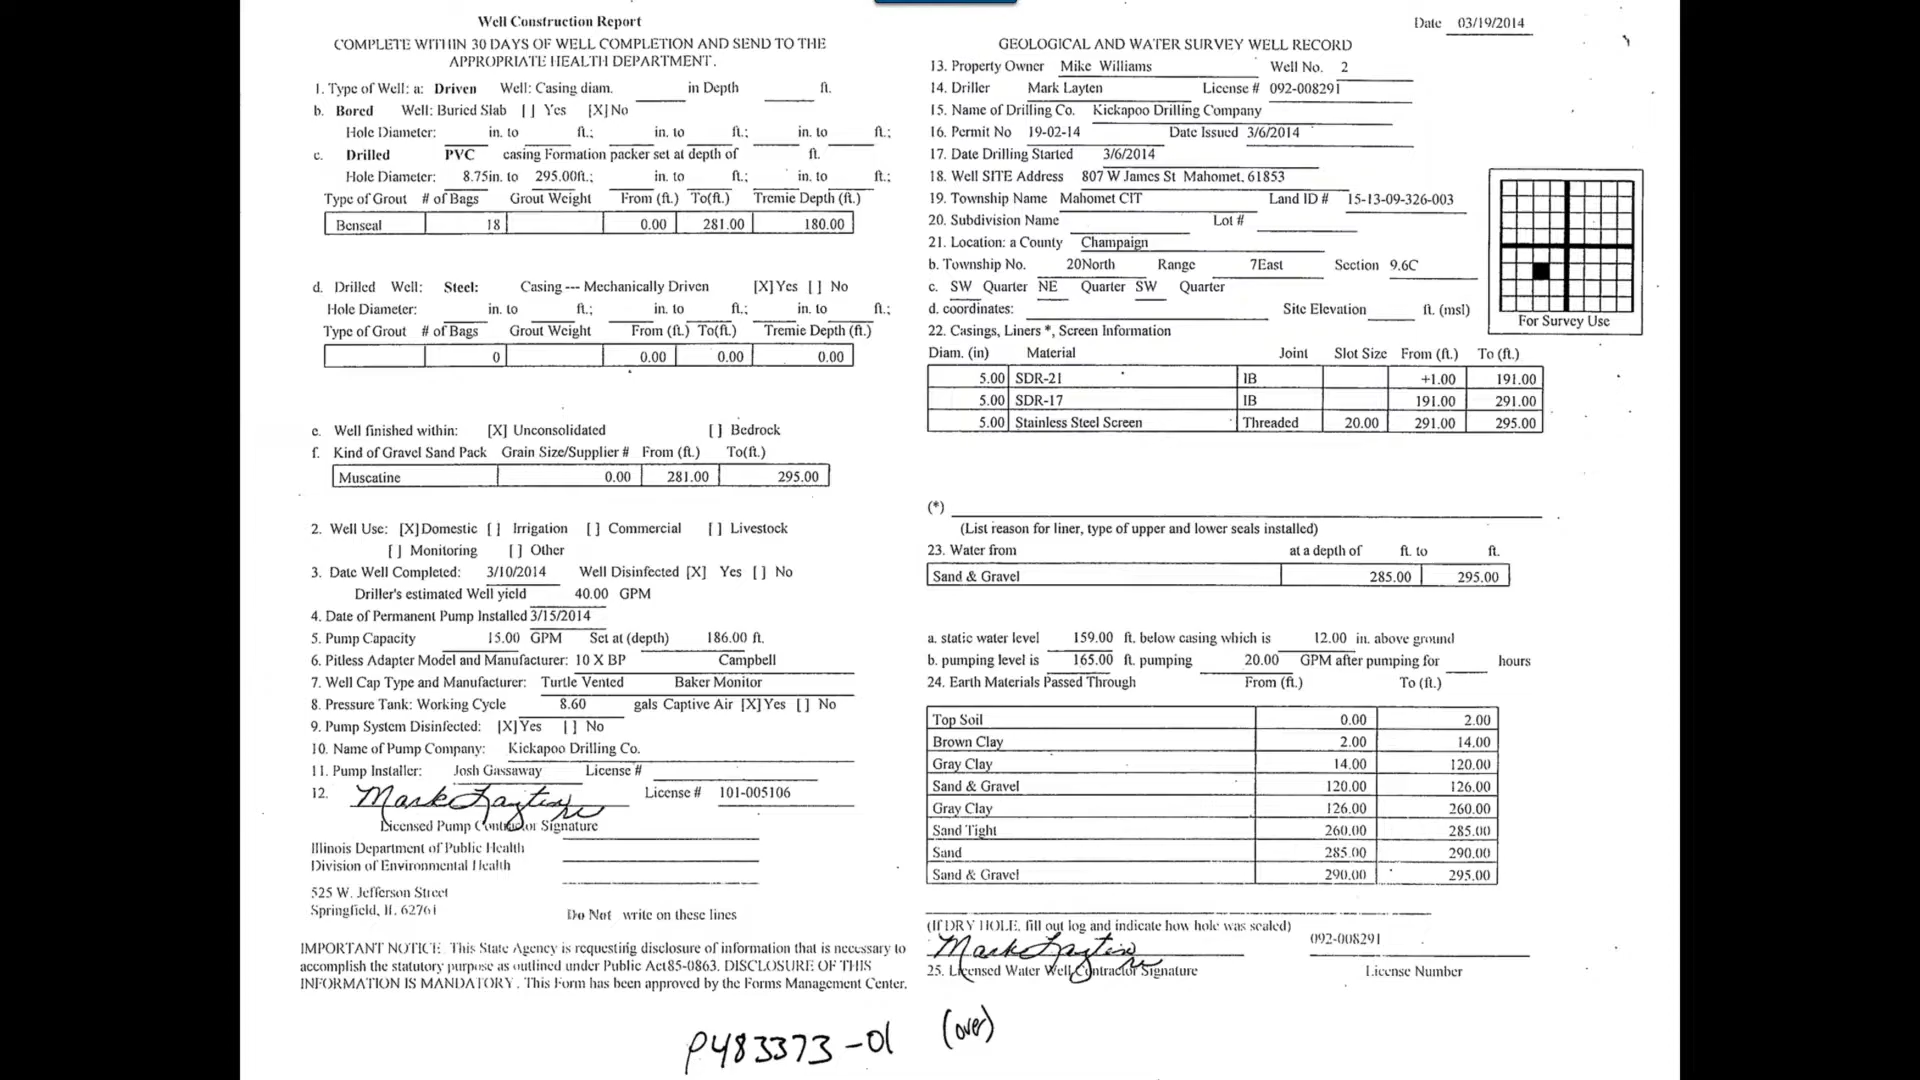 Well Construction Report
COMPLETE WITHIN 30 DAYS OF WELL COMPLETION AND SEND TO THE
APPROPRIATE HEALTH DEPARTMENT.
1. Type of Well: a: Driven Well: Casing diam. in Depth ft.
b. Bored Well: Buried Slab [ ] Yes [X] No
Hole Diameter: in. to ft.; in. to ft.; in. to ft.;
c. Drilled PVC casing Formation packer set at depth of ft.
Hole Diameter: 8.75in. to 295.00ft.; in. to ft.; in. to ft.;
Type of Grout # of Bags Grout Weight From (ft.) To(ft.) Tremie Depth (ft.)
Benseal 18 0.00 281.00 180.00
d. Drilled Well: Steel: Casing --- Mechanically Driven [X] Yes [ ] No
Hole Diameter: in. to ft.; in. to ft.; in. to ft.;
Type of Grout # of Bags Grout Weight From (ft.) To(ft.) Tremie Depth (ft.)
0 0.00 0.00 0.00
e. Well finished within: [X] Unconsolidated [ ] Bedrock
f. Kind of Gravel Sand Pack Grain Size/Supplier # From (ft.) To(ft.)
Muscatine 0.00 281.00 295.00
2. Well Use: [X] Domestic [ ] Irrigation [ ] Commercial [ ] Livestock
[ ] Monitoring [ ] Other
3. Date Well Completed: 3/10/2014 Well Disinfected [X] Yes [ ] No
Driller's estimated Well yield 40.00 GPM
4. Date of Permanent Pump Installed 3/15/2014
5. Pump Capacity 15.00 GPM Set at (depth) 186.00 ft.
6. Pitless Adapter Model and Manufacturer: 10 X BP Campbell
7. Well Cap Type and Manufacturer: Turtle Vented Baker Monitor
8. Pressure Tank: Working Cycle 8.60 gals Captive Air [X] Yes [ ] No
9. Pump System Disinfected: [X] Yes [ ] No
10. Name of Pump Company: Kickapoo Drilling Co.
11. Pump Installer: Josh Gassaway License #
12. Mark Layten License # 101-005106
Licensed Pump Contractor Signature
Illinois Department of Public Health
Division of Environmental Health
525 W. Jefferson Street
Springfield, IL 62761
Do Not write on these lines
IMPORTANT NOTICE: This State Agency is requesting disclosure of information that is necessary to
accomplish the statutory purpose as outlined under Public Act85-0863. DISCLOSURE OF THIS
INFORMATION IS MANDATORY. This Form has been approved by the Forms Management Center.
Date 03/19/2014
GEOLOGICAL AND WATER SURVEY WELL RECORD
13. Property Owner Mike Williams Well No. 2
14. Driller Mark Layten License # 092-008291
15. Name of Drilling Co. Kickapoo Drilling Company
16. Permit No 19-02-14 Date Issued 3/6/2014
17. Date Drilling Started 3/6/2014
18. Well SITE Address 807 W James St Mahomet, 61853
19. Township Name Mahomet CIT Land ID # 15-13-09-326-003
20. Subdivision Name Lot #
21. Location: a County Champaign
b. Township No. 20North Range 7East Section 9.6C
c. SW Quarter NE Quarter SW Quarter
d. coordinates: Site Elevation ft. (msl)
For Survey Use
22. Casings, Liners *, Screen Information
Diam. (in) Material Joint Slot Size From (ft.) To (ft.)
5.00 SDR-21 IB +1.00 191.00
5.00 SDR-17 IB 191.00 291.00
5.00 Stainless Steel Screen Threaded 20.00 291.00 295.00
(*)
(List reason for liner, type of upper and lower seals installed)
23. Water from at a depth of ft. to ft.
Sand & Gravel 285.00 295.00
a. static water level 159.00 ft. below casing which is 12.00 in. above ground
b. pumping level is 165.00 ft. pumping 20.00 GPM after pumping for hours
24. Earth Materials Passed Through From (ft.) To (ft.)
Top Soil 0.00 2.00
Brown Clay 2.00 14.00
Gray Clay 14.00 120.00
Sand & Gravel 120.00 126.00
Gray Clay 126.00 260.00
Sand Tight 260.00 285.00
Sand 285.00 290.00
Sand & Gravel 290.00 295.00
(If DRY HOLE, fill out log and indicate how hole was sealed)
Mark Layten 092-008291
25. Licensed Water Well Contractor Signature License Number
P483373-01 (over)